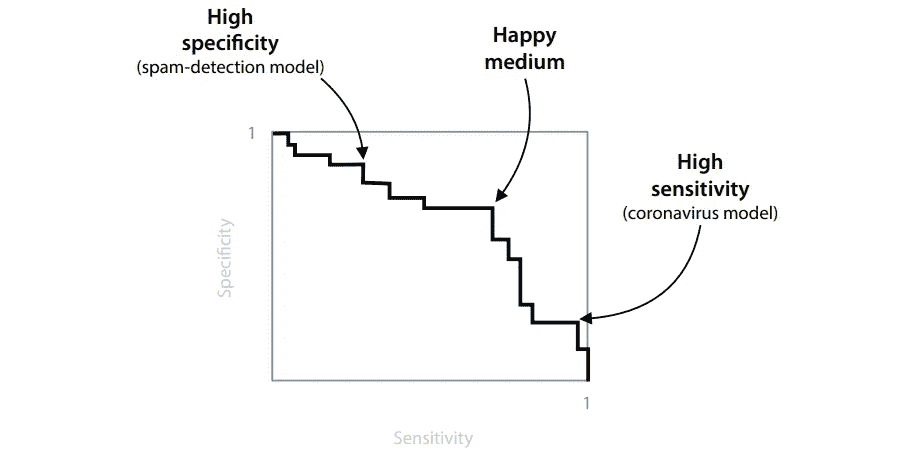 High
specificity
(spam-detection model)
Happy
medium
High
sensitivity
(coronavirus model)
1
Specificity
1
Sensitivity